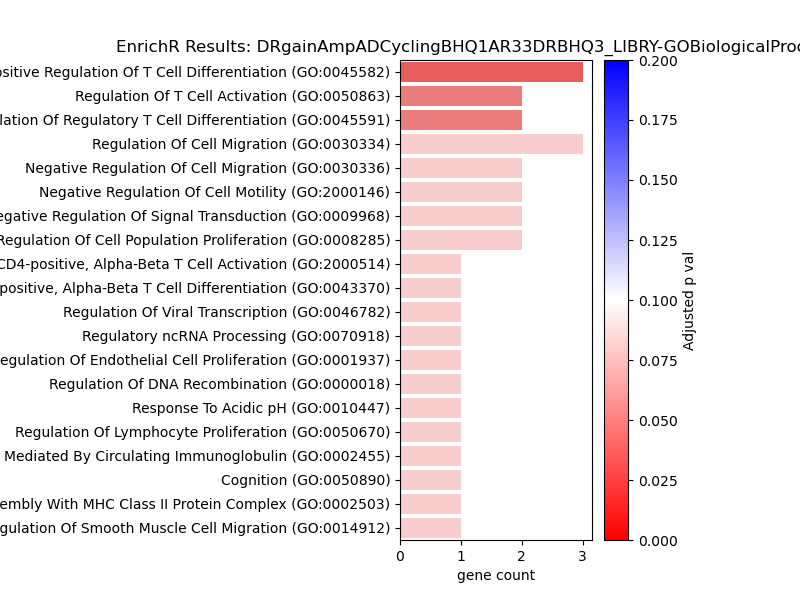 EnrichR Results: DRgainAmpADCyclingBHQ1AR33DRBHQ3_LIBRY-GOBiologicalProc
ositive Regulation Of T Cell Differentiation (GO:0045582)
Regulation Of T Cell Activation (GO:0050863)
lation Of Regulatory T Cell Differentiation (GO:0045591)
Regulation Of Cell Migration (GO:0030334)
Negative Regulation Of Cell Migration (GO:0030336)
Negative Regulation Of Cell Motility (GO:2000146)
egative Regulation Of Signal Transduction (GO:0009968)
Regulation Of Cell Population Proliferation (GO:0008285)
CD4-positive, Alpha-Beta T Cell Activation (GO:2000514)
positive, Alpha-Beta T Cell Differentiation (GO:0043370)
Regulation Of Viral Transcription (GO:0046782)
Regulatory ncRNA Processing (GO:0070918)
egulation Of Endothelial Cell Proliferation (GO:0001937)
Regulation Of DNA Recombination (GO:0000018)
Response To Acidic pH (GO:0010447)
Regulation Of Lymphocyte Proliferation (GO:0050670)
Mediated By Circulating Immunoglobulin (GO:0002455)
Cognition (GO:0050890)
embly With MHC Class II Protein Complex (GO:0002503)
gulation Of Smooth Muscle Cell Migration (GO:0014912)
0 1 2 3
gene count
0.200
0.175
0.150
0.125
0.100
0.075
0.050
0.025
0.000
Adjusted p val